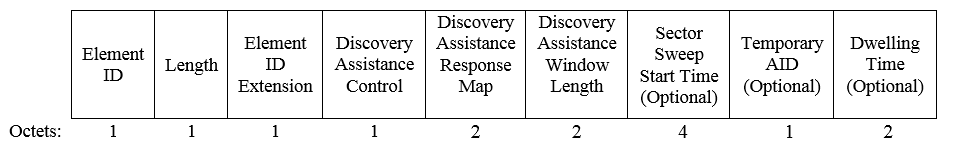 Element ID
Length
Element ID Extension
Discovery Assistance Control
Discovery Assistance Response Map
Discovery Assistance Window Length
Sector Sweep Start Time (Optional)
Temporary AID (Optional)
Dwelling Time (Optional)
Octets: 1 1 1 1 2 2 4 1 2